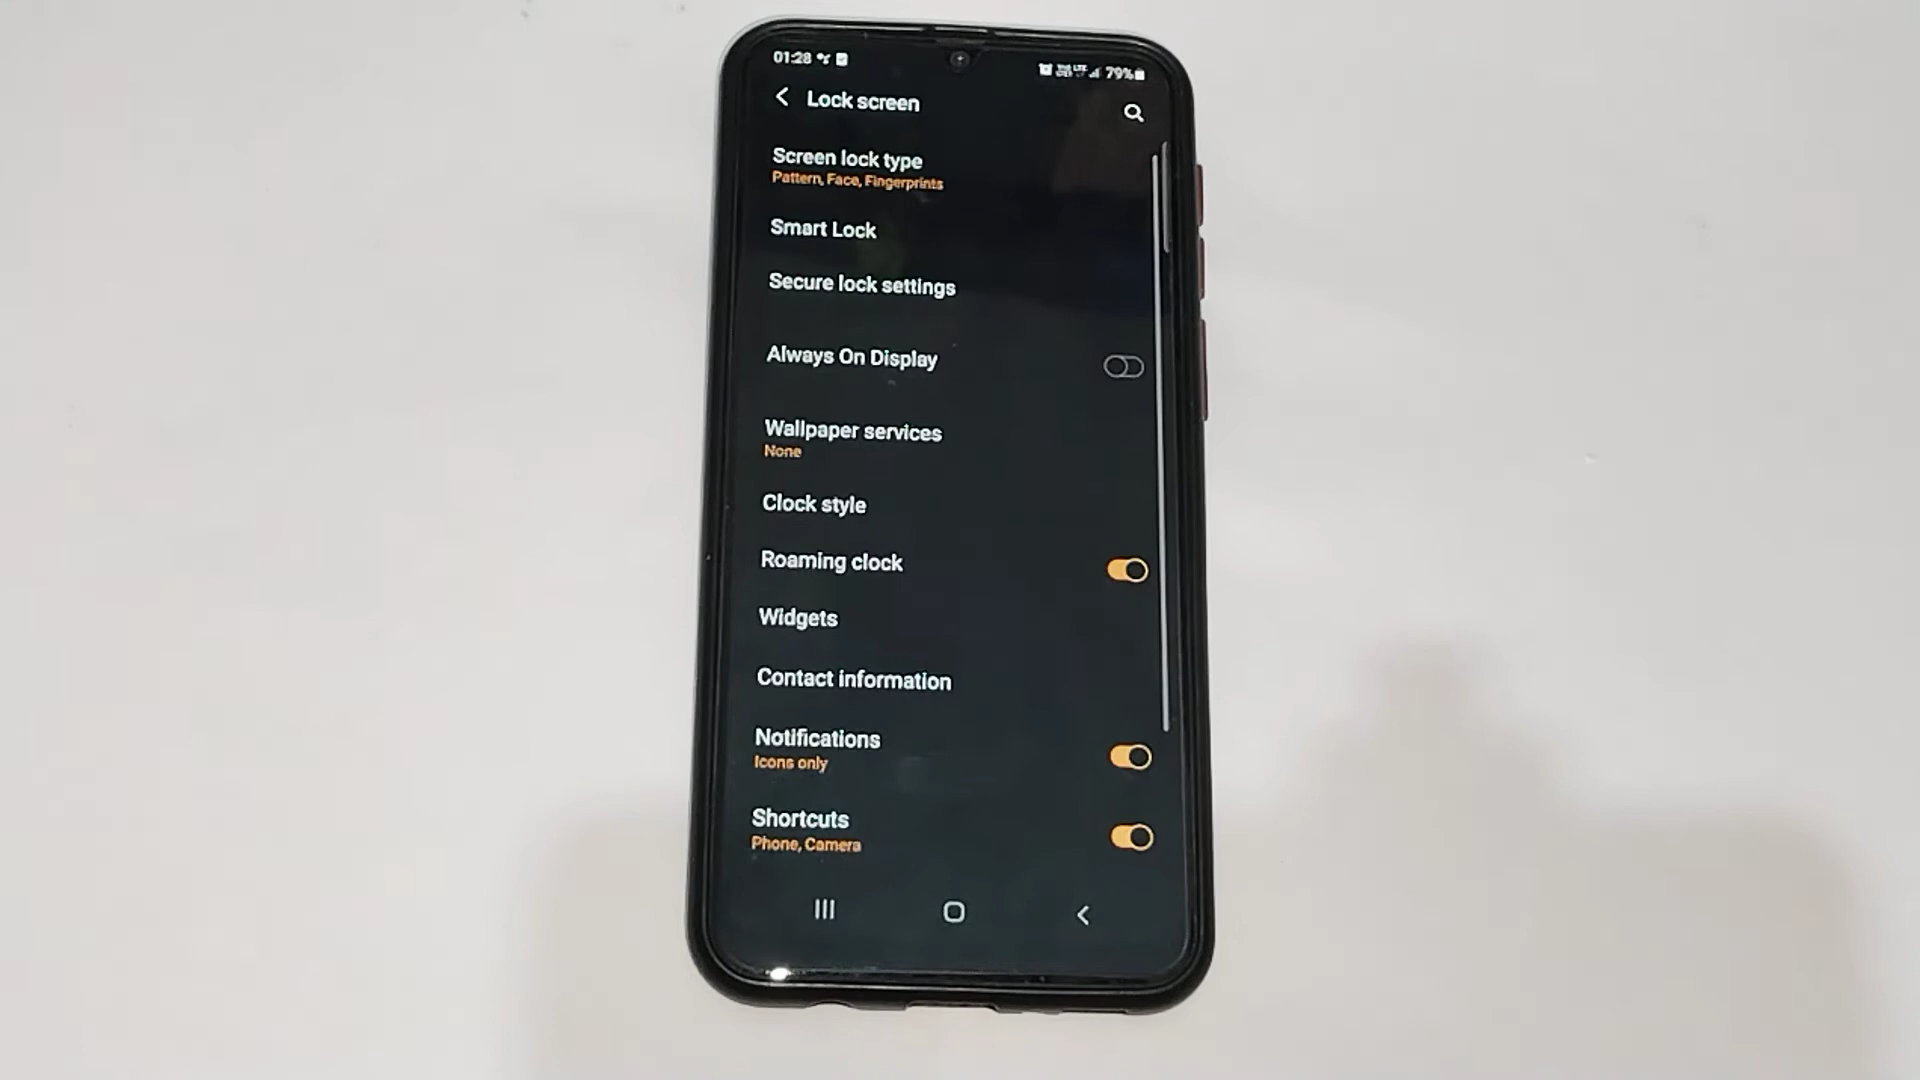 01:28
79%
Lock screen
Screen lock type
Pattern, Face, Fingerprints
Smart Lock
Secure lock settings
Always On Display
Wallpaper services
None
Clock style
Roaming clock
Widgets
Contact information
Notifications
Icons only
Shortcuts
Phone, Camera